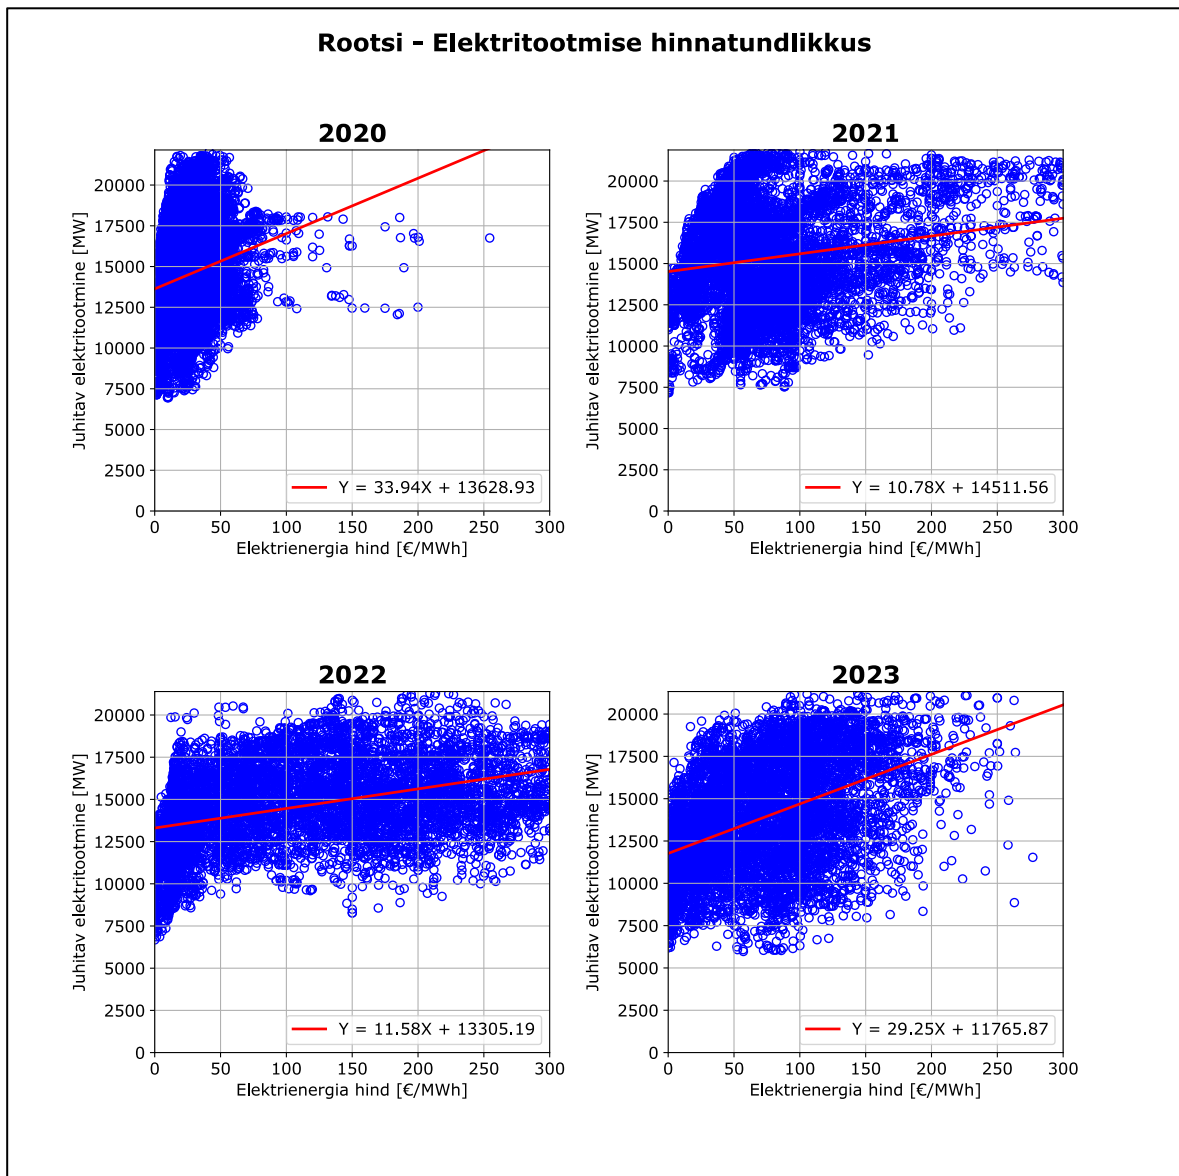 Rootsi – Elektritootmise hinnatundlikkus
2020
Juhitav elektritootmine [MW]
20000
17500
15000
12500
10000
7500
5000
2500
0
Y = 33.94X + 13628.93
0 50 100 150 200 250 300
Elektrienergia hind [€/MWh]
2021
Juhitav elektritootmine [MW]
20000
17500
15000
12500
10000
7500
5000
2500
0
Y = 10.78X + 14511.56
0 50 100 150 200 250 300
Elektrienergia hind [€/MWh]
2022
Juhitav elektritootmine [MW]
20000
17500
15000
12500
10000
7500
5000
2500
0
Y = 11.58X + 13305.19
0 50 100 150 200 250 300
Elektrienergia hind [€/MWh]
2023
Juhitav elektritootmine [MW]
20000
17500
15000
12500
10000
7500
5000
2500
0
Y = 29.25X + 11765.87
0 50 100 150 200 250 300
Elektrienergia hind [€/MWh]